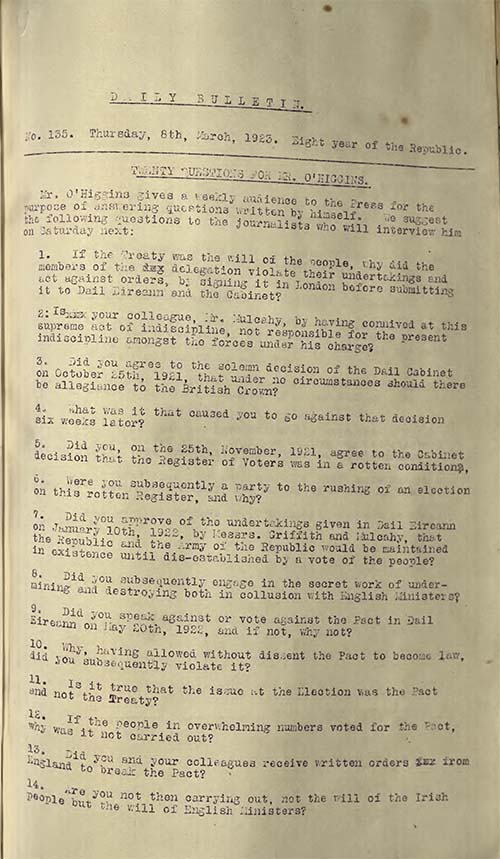 DAILY BULLETIN.
No. 135. Thursday, 8th, March, 1923. Eight year of the Republic.
TWENTY QUESTIONS FOR MR. O'HIGGINS.
Mr. O'Higgins gives a weekly audience to the Press for the
purpose of answering questions written by himself. We suggest
the following questions to the journalists who will interview him
on Saturday next:
1. If the Treaty was the will of the people, why did the
members of the delegation violate their undertakings and
act against orders, by signing it in London before submitting
it to Dail Eireann and the Cabinet?
2: Is your colleague, Mr. Mulcahy, by having connived at this
supreme act of indiscipline, not responsible for the present
indiscipline amongst the forces under his charge?
3. Did you agree to the solemn decision of the Dail Cabinet
on October 25th, 1921, that under no circumstances should there
be allegiance to the British Crown?
4. What was it that caused you to go against that decision
six weeks later?
5. Did you, on the 25th, November, 1921, agree to the Cabinet
decision that the Register of Voters was in a rotten condition?,
6. Were you subsequently a party to the rushing of an election
on this rotten Register, and why?
7. Did you approve of the undertakings given in Dail Eireann
on January 10th, 1922, by Messrs. Griffith and Mulcahy, that
the Republic and the Army of the Republic would be maintained
in existence until dis-established by a vote of the people?
8. Did you subsequently engage in the secret work of under-
mining and destroying both in collusion with English Ministers?
9. Did you speak against or vote against the Pact in Dail
Eireann on May 20th, 1922, and if not, why not?
10. Why, having allowed without dissent the Pact to become law,
did you subsequently violate it?
11. Is it true that the issue at the Election was the Pact
and not the Treaty?
12. If the people in overwhelming numbers voted for the Pact,
why was it not carried out?
13. Did you and your colleagues receive written orders from
England to break the Pact?
14. Are you not then carrying out, not the will of the Irish
people but the will of English Ministers?